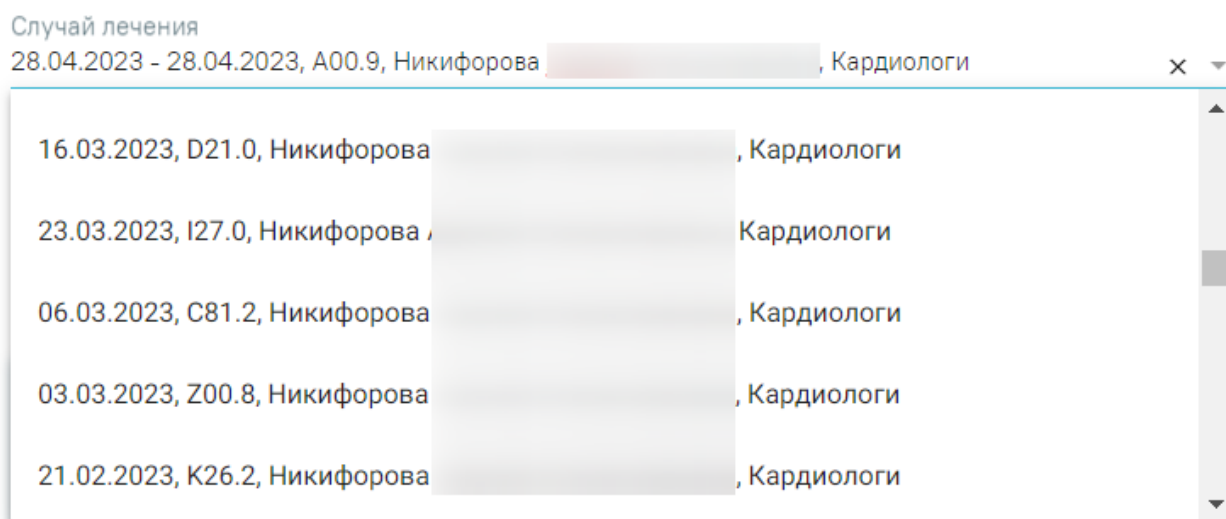 Случай лечения
28.04.2023 - 28.04.2023, A00.9, Никифорова , Кардиологи
16.03.2023, D21.0, Никифорова , Кардиологи
23.03.2023, I27.0, Никифорова Кардиологи
06.03.2023, C81.2, Никифорова , Кардиологи
03.03.2023, Z00.8, Никифорова , Кардиологи
21.02.2023, K26.2, Никифорова , Кардиологи